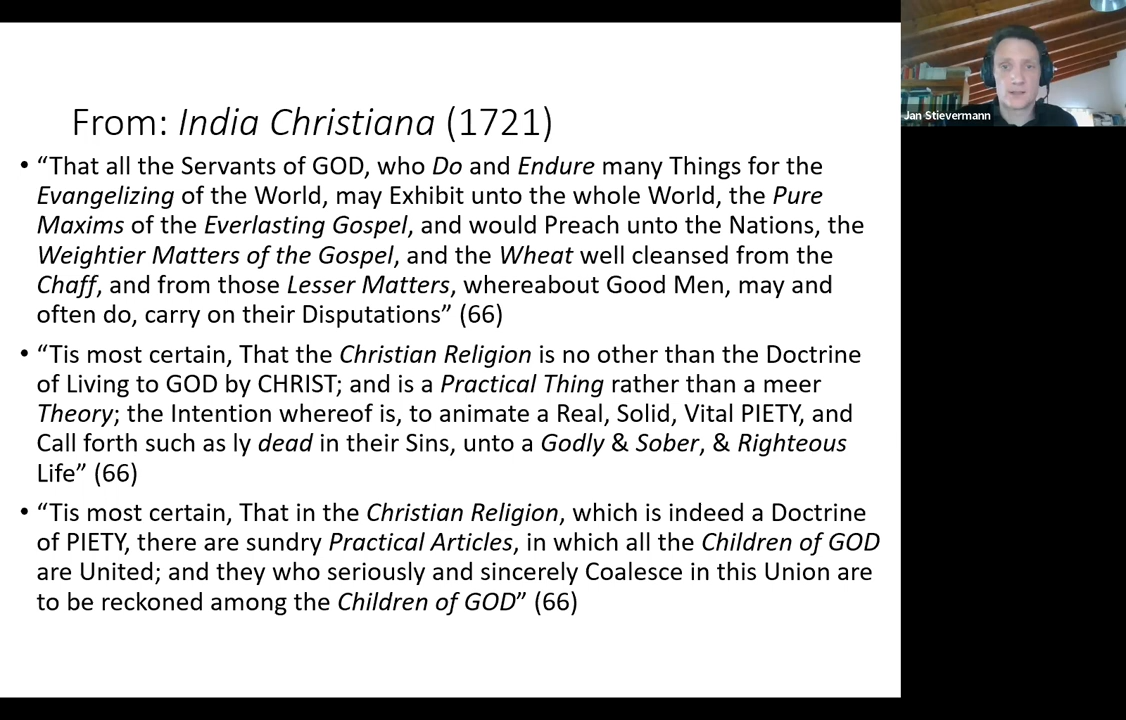 From: India Christiana (1721)
• “That all the Servants of GOD, who Do and Endure many Things for the
Evangelizing of the World, may Exhibit unto the whole World, the Pure
Maxims of the Everlasting Gospel, and would Preach unto the Nations, the
Weightier Matters of the Gospel, and the Wheat well cleansed from the
Chaff, and from those Lesser Matters, whereabout Good Men, may and
often do, carry on their Disputations” (66)
• “Tis most certain, That the Christian Religion is no other than the Doctrine
of Living to GOD by CHRIST; and is a Practical Thing rather than a meer
Theory; the Intention whereof is, to animate a Real, Solid, Vital PIETY, and
Call forth such as ly dead in their Sins, unto a Godly & Sober, & Righteous
Life” (66)
• “Tis most certain, That in the Christian Religion, which is indeed a Doctrine
of PIETY, there are sundry Practical Articles, in which all the Children of GOD
are United; and they who seriously and sincerely Coalesce in this Union are
to be reckoned among the Children of GOD” (66)
Jan Stievermann